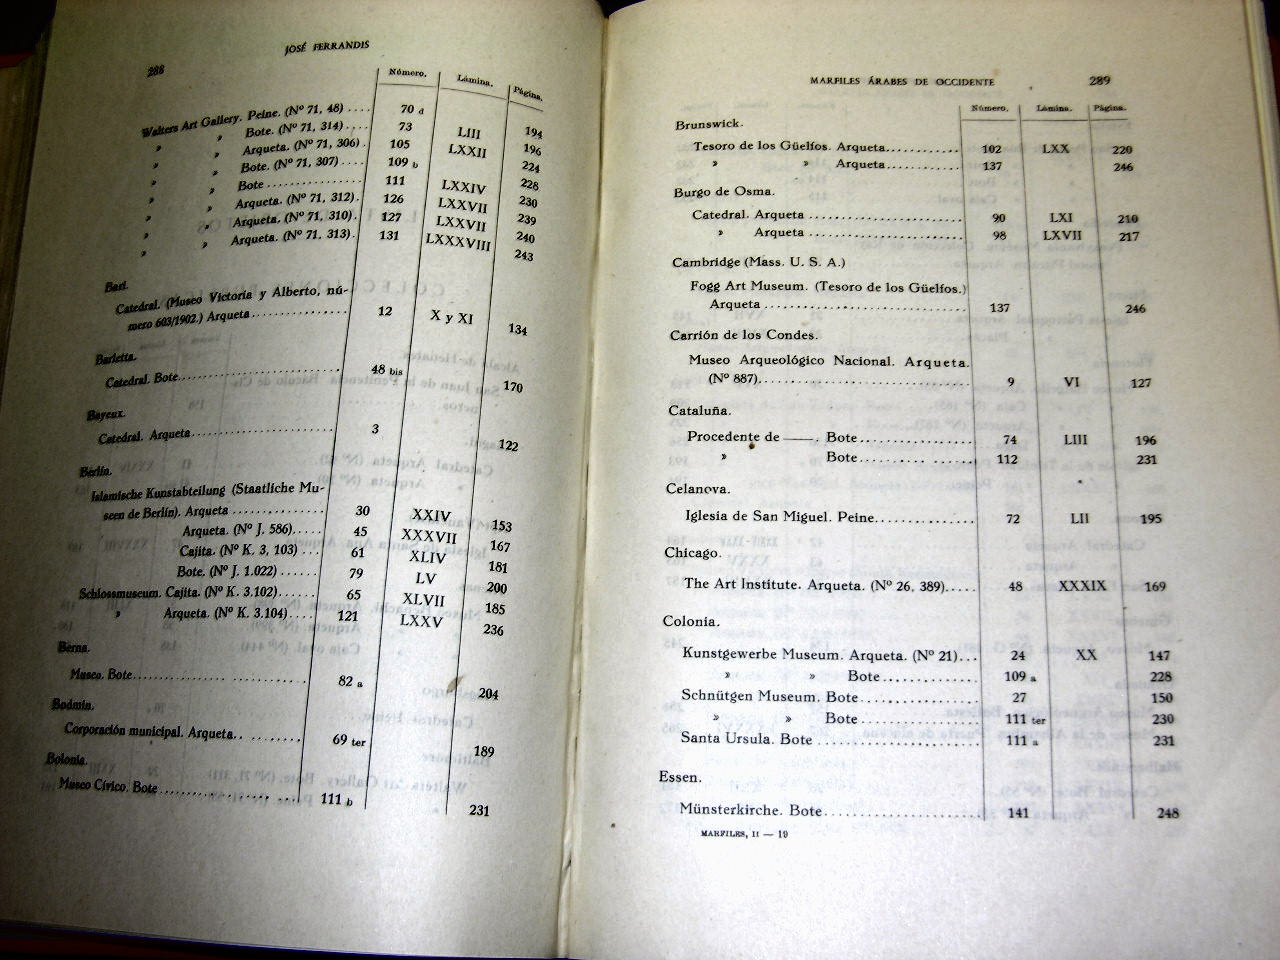 288
JOSÉ FERRANDIS
Número. Lámina. Página.
Walters Art Gallery. Peine. (Nº 71, 48) .... 70 d 194
» » Bote. (Nº 71, 314) .... 73 LIII 196
» » Arqueta. (Nº 71, 306) . 105 LXXII 224
» » Bote. (Nº 71, 307) .... 109 b 228
» » Bote ................ 111 LXXIV 230
» » Arqueta. (Nº 71, 312) . 126 LXXVII 239
» » Arqueta. (Nº 71, 310) . 127 LXXVII 240
» » Arqueta. (Nº 71, 313) . 131 LXXXVIII 243
Bari.
Catedral. (Museo Victoria y Alberto, nú-
mero 603/1902.) Arqueta ................ 12 X y XI 134
Barletta.
Catedral. Bote ................ 48 bis 170
Bayeux.
Catedral. Arqueta ................ 3 122
Berlín.
Islamische Kunstabteilung (Staatliche Mu-
seen de Berlín). Arqueta .............. 30 XXIV 153
Arqueta. (Nº J. 586) ..... 45 XXXVII 167
Cajita. (Nº K. 3, 103) ... 61 XLIV 181
Bote. (Nº J. 1.022) ...... 79 LV 200
Schlossmuseum. Cajita. (Nº K. 3.102) .... 65 XLVII 185
» Arqueta. (Nº K. 3.104) .... 121 LXXV 236
Berna.
Museo. Bote ................ 82 a 204
Bodmin.
Corporación municipal. Arqueta .. ........ 69 ter 189
Bolonia.
Museo Cívico. Bote ................ 111 b 231
MARFILES ÁRABES DE OCCIDENTE
289
Número. Lámina. Página.
Brunswick.
Tesoro de los Güelfos. Arqueta ............ 102 LXX 220
» » Arqueta ............ 137 246
Burgo de Osma.
Catedral. Arqueta ...................... 90 LXI 210
» Arqueta ...................... 98 LXVII 217
Cambridge (Mass. U. S. A.)
Fogg Art Museum. (Tesoro de los Güelfos.)
Arqueta ............................ 137 246
Carrión de los Condes.
Museo Arqueológico Nacional. Arqueta.
(Nº 887) .............................. 9 VI 127
Cataluña.
Procedente de ——. Bote ................ 74 LIII 196
» Bote ................ 112 231
Celanova.
Iglesia de San Miguel. Peine .............. 72 LII 195
Chicago.
The Art Institute. Arqueta. (Nº 26, 389) ..... 48 XXXIX 169
Colonia.
Kunstgewerbe Museum. Arqueta. (Nº 21) ... 24 XX 147
» » Bote .............. 109 a 228
Schnütgen Museum. Bote ................ 27 150
» » Bote ................ 111 ter 230
Santa Ursula. Bote ...................... 111 a 231
Essen.
Münsterkirche. Bote ...................... 141 248
MARFILES, II — 19